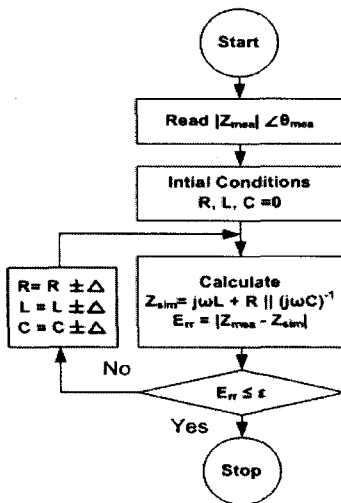 Start
Read |Zmea| ∠θmea
Intial Conditions
R, L, C =0
R= R ±△
L = L ±△
C = C ±△
Calculate
Zsim= jωL + R || (jωC)-1
Err = |Zmea - Zsim|
No
Err ≤ ε
Yes
Stop